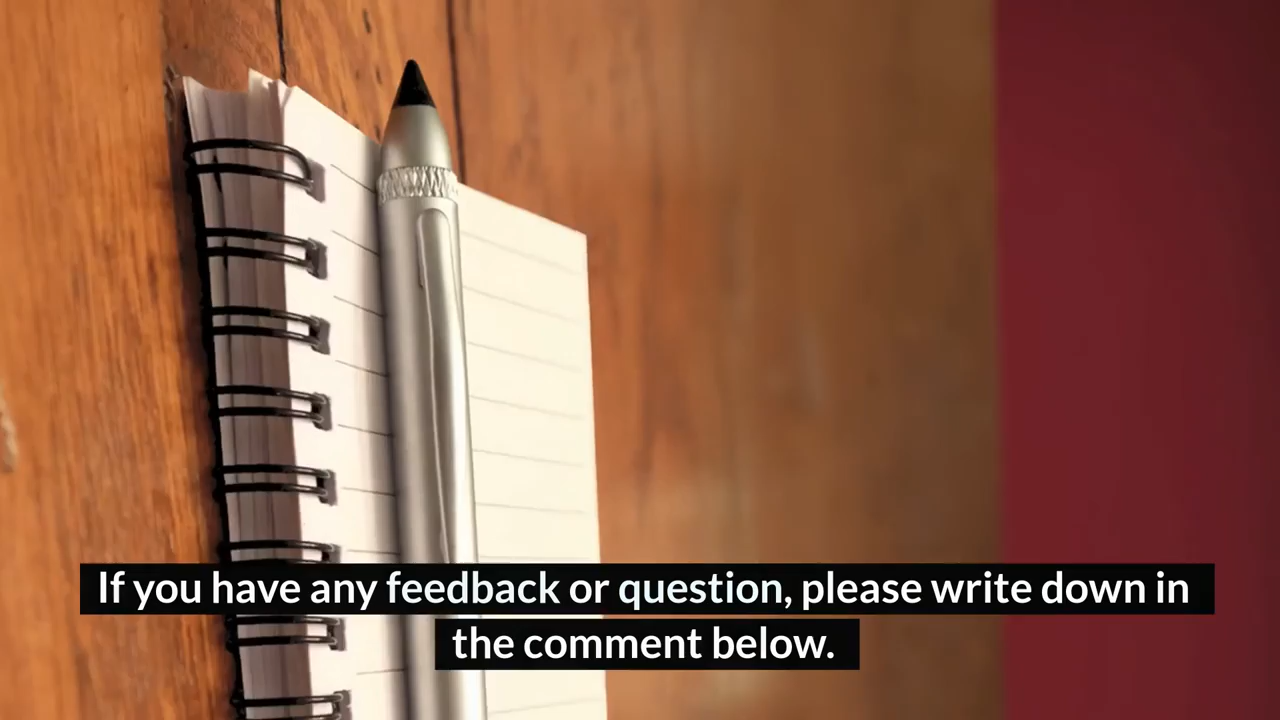 If you have any feedback or question, please write down in
the comment below.